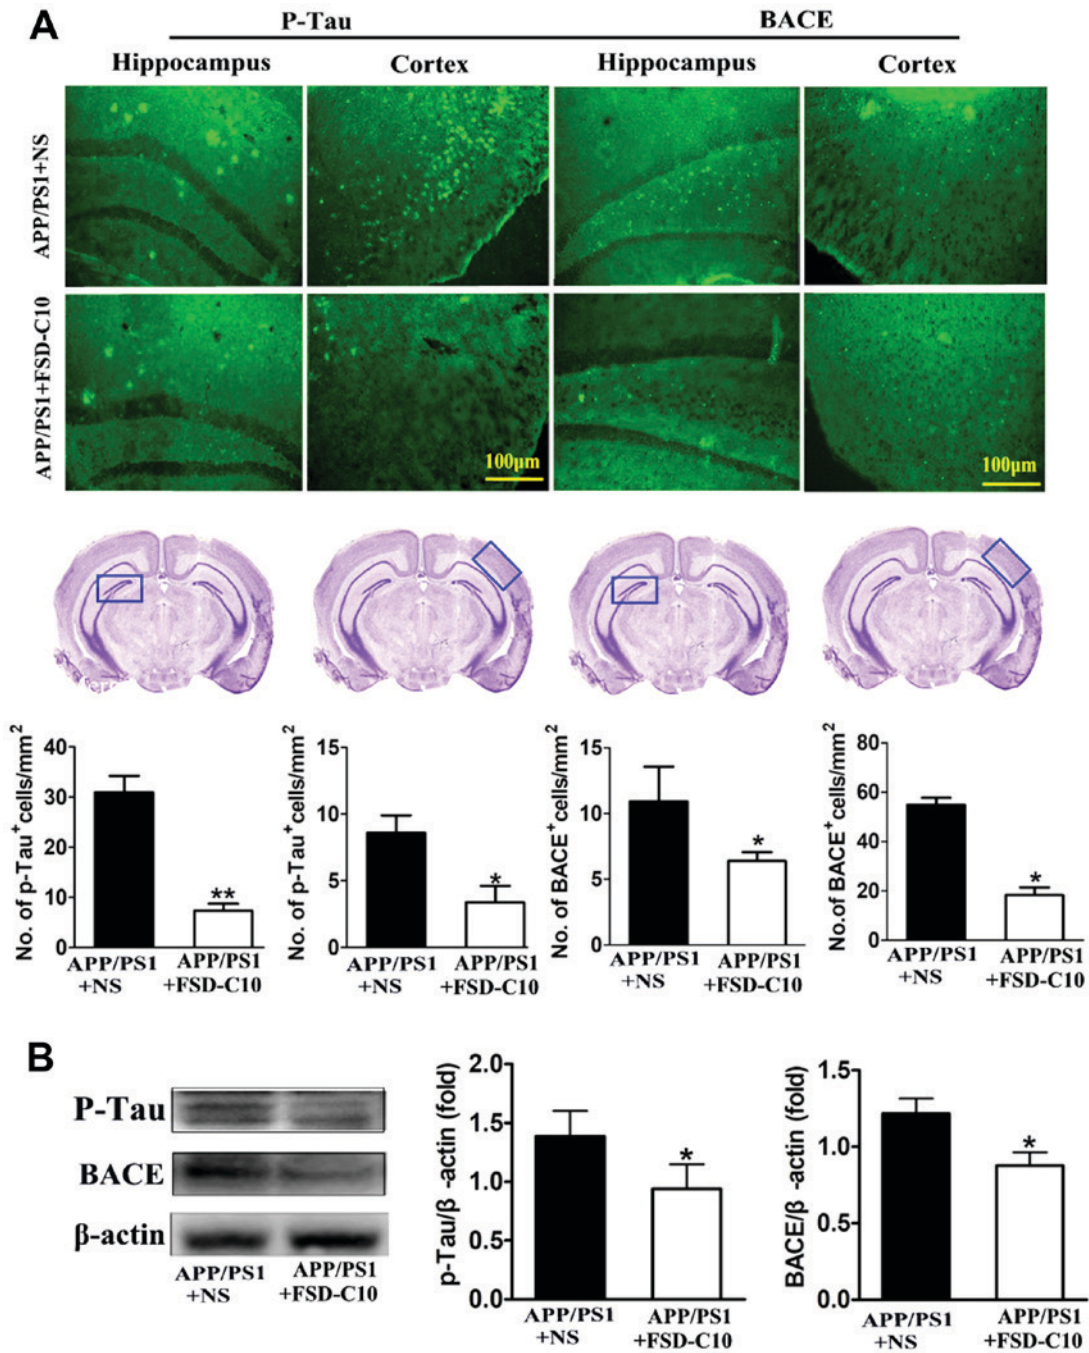 A
P-Tau
BACE
Hippocampus
Cortex
Hippocampus
Cortex
APP/PS1+NS
APP/PS1+FSD-C10
100μm
100μm
No. of p-Tau⁺cells/mm²
40
30
20
10
0
**
APP/PS1
+NS
APP/PS1
+FSD-C10
No. of p-Tau⁺cells/mm²
15
10
5
0
*
APP/PS1
+NS
APP/PS1
+FSD-C10
No. of BACE⁺cells/mm²
15
10
5
0
*
APP/PS1
+NS
APP/PS1
+FSD-C10
No.of BACE⁺cells/mm²
80
60
40
20
0
*
APP/PS1
+NS
APP/PS1
+FSD-C10
B
P-Tau
BACE
β-actin
APP/PS1
+NS
APP/PS1
+FSD-C10
p-Tau/β -actin (fold)
2.0
1.5
1.0
0.5
0.0
*
APP/PS1
+NS
APP/PS1
+FSD-C10
BACE/β -actin (fold)
1.5
1.0
0.5
0.0
*
APP/PS1
+NS
APP/PS1
+FSD-C10